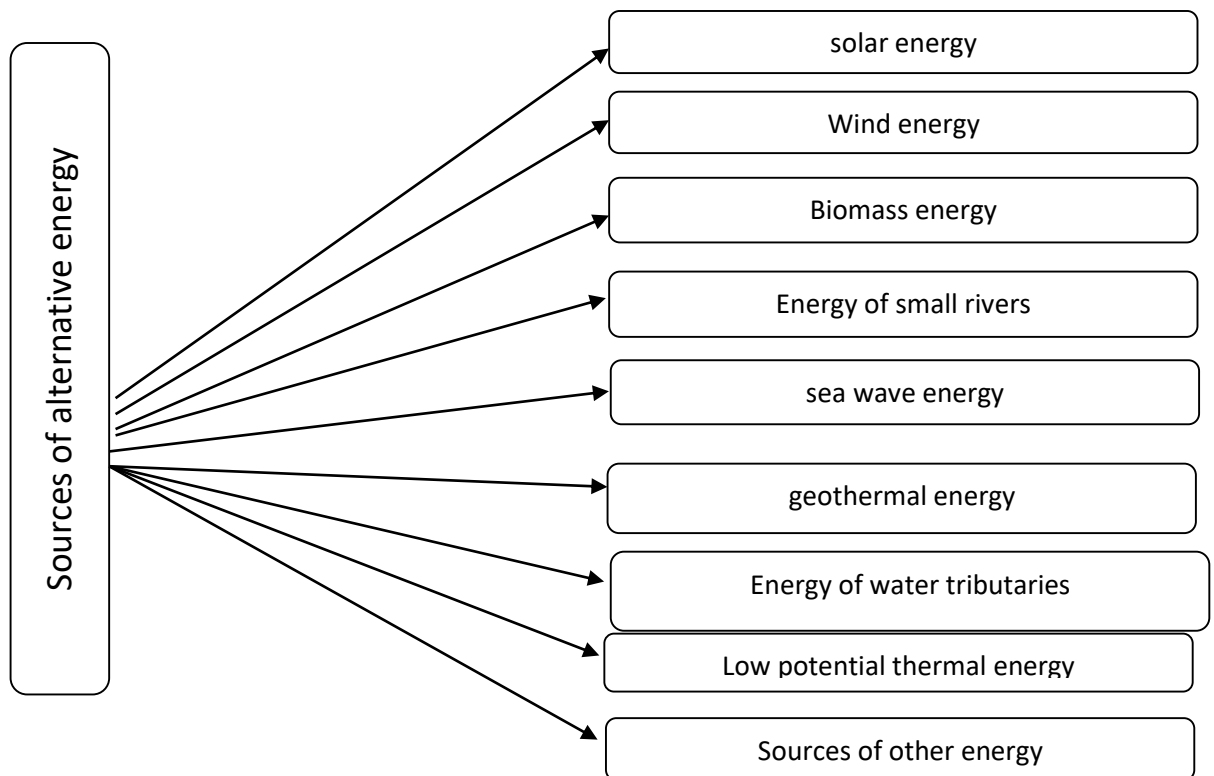 Sources of alternative energy
solar energy
Wind energy
Biomass energy
Energy of small rivers
sea wave energy
geothermal energy
Energy of water tributaries
Low potential thermal energy
Sources of other energy